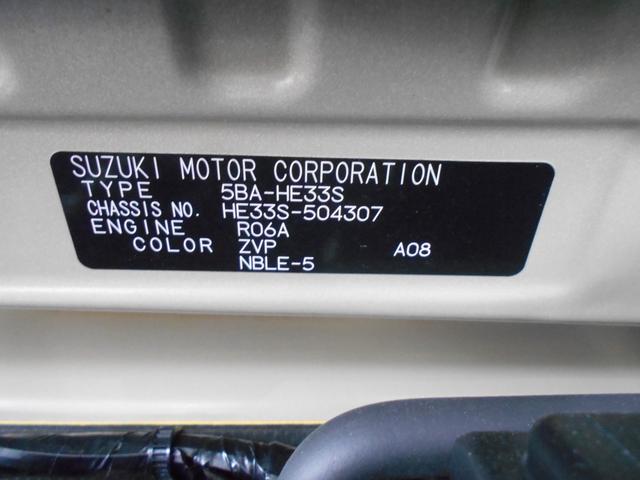 SUZUKI MOTOR CORPORATION
TYPE 5BA-HE33S
CHASSIS NO. HE33S-504307
ENGINE R06A
COLOR ZVP A08
NBLE-5